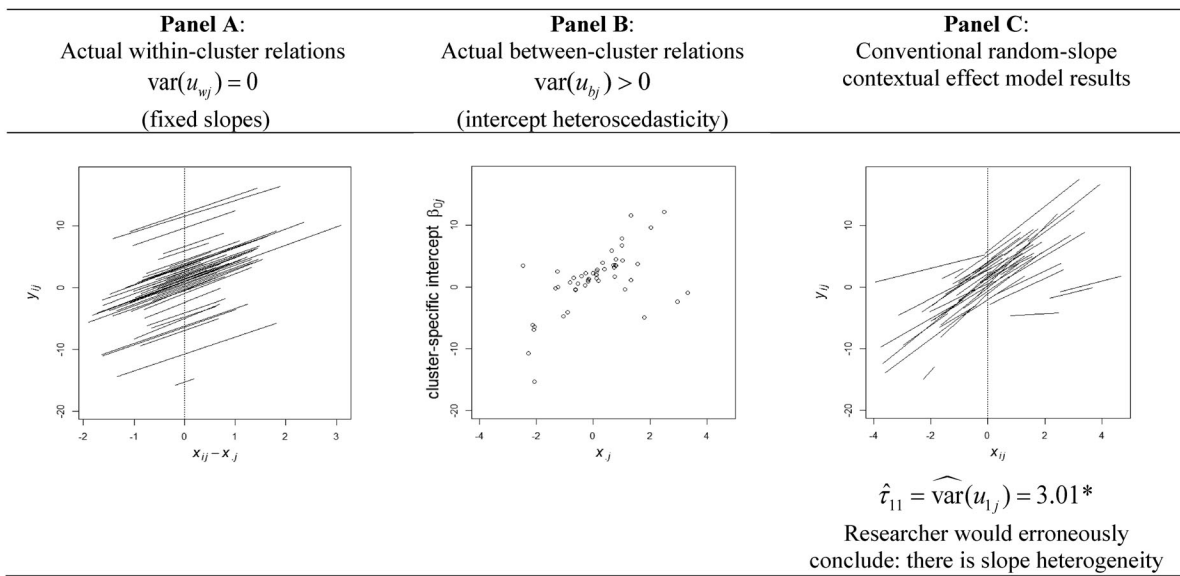 Panel A:
Actual within-cluster relations
var(u_wj) = 0
(fixed slopes)
Panel B:
Actual between-cluster relations
var(u_bj) > 0
(intercept heteroscedasticity)
Panel C:
Conventional random-slope
contextual effect model results
y_ij
10
0
-10
-20
-2 -1 0 1 2 3
x_ij − x_.j
cluster-specific intercept β_0j
10
0
-10
-20
-4 -2 0 2 4
x_.j
y_ij
10
0
-10
-20
-4 -2 0 2 4
x_ij
τ̂_11 = var̂(u_1j) = 3.01*
Researcher would erroneously
conclude: there is slope heterogeneity